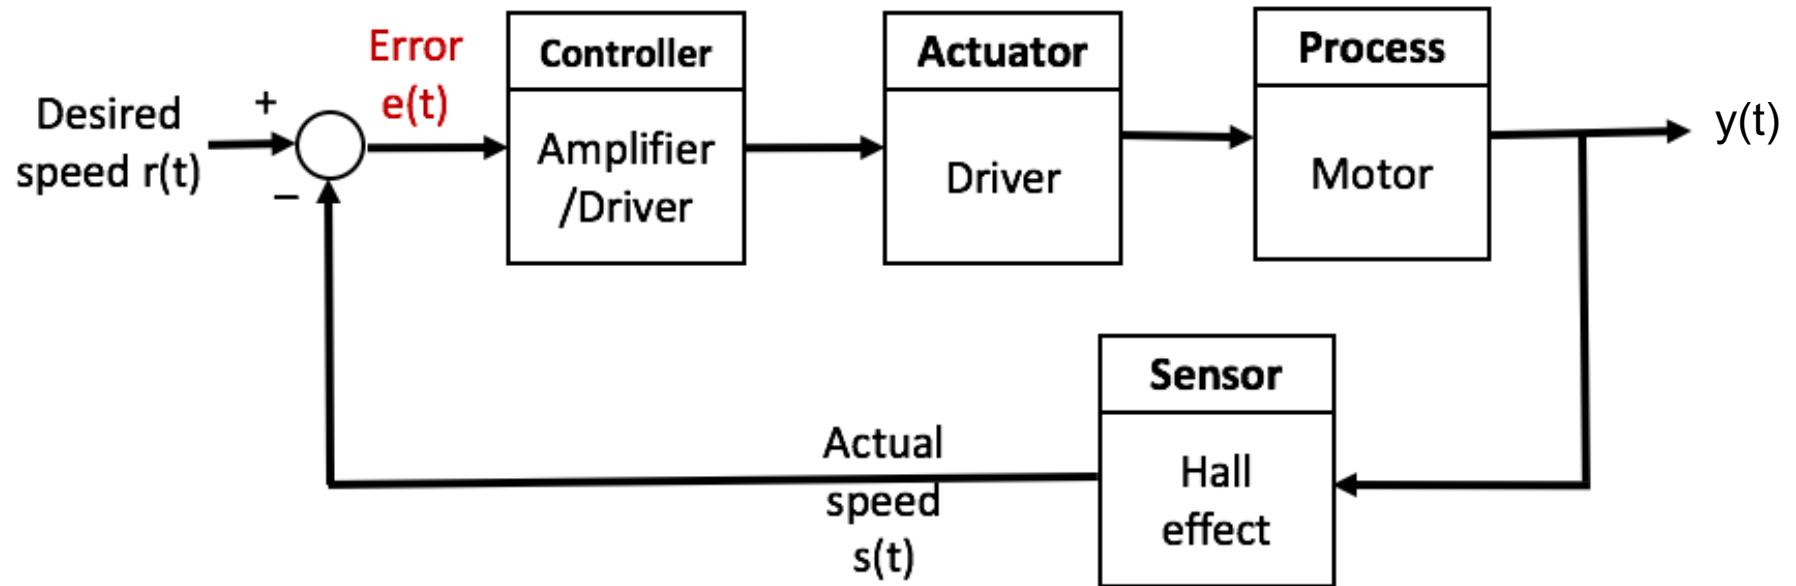 Desired
speed r(t)
+
–
Error
e(t)
Controller
Amplifier
/Driver
Actuator
Driver
Process
Motor
y(t)
Sensor
Hall
effect
Actual
speed
s(t)